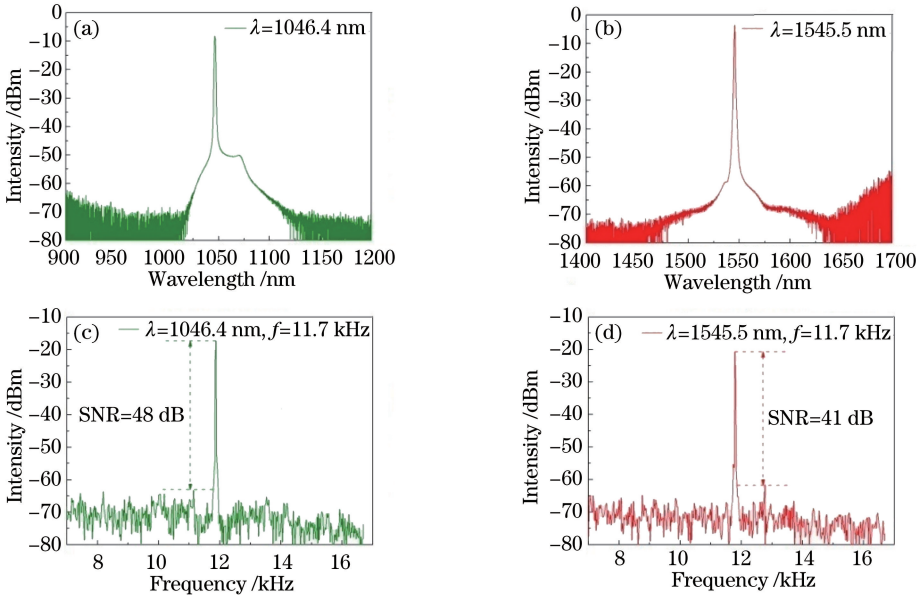 (a)
λ=1046.4 nm
Intensity /dBm
0
−10
−20
−30
−40
−50
−60
−70
−80
900 950 1000 1050 1100 1150 1200
Wavelength /nm
(b)
λ=1545.5 nm
Intensity /dBm
0
−10
−20
−30
−40
−50
−60
−70
−80
1400 1450 1500 1550 1600 1650 1700
Wavelength /nm
(c)
λ=1046.4 nm, f=11.7 kHz
SNR=48 dB
Intensity /dBm
−10
−20
−30
−40
−50
−60
−70
−80
8 10 12 14 16
Frequency /kHz
(d)
λ=1545.5 nm, f=11.7 kHz
SNR=41 dB
Intensity /dBm
−10
−20
−30
−40
−50
−60
−70
−80
8 10 12 14 16
Frequency /kHz